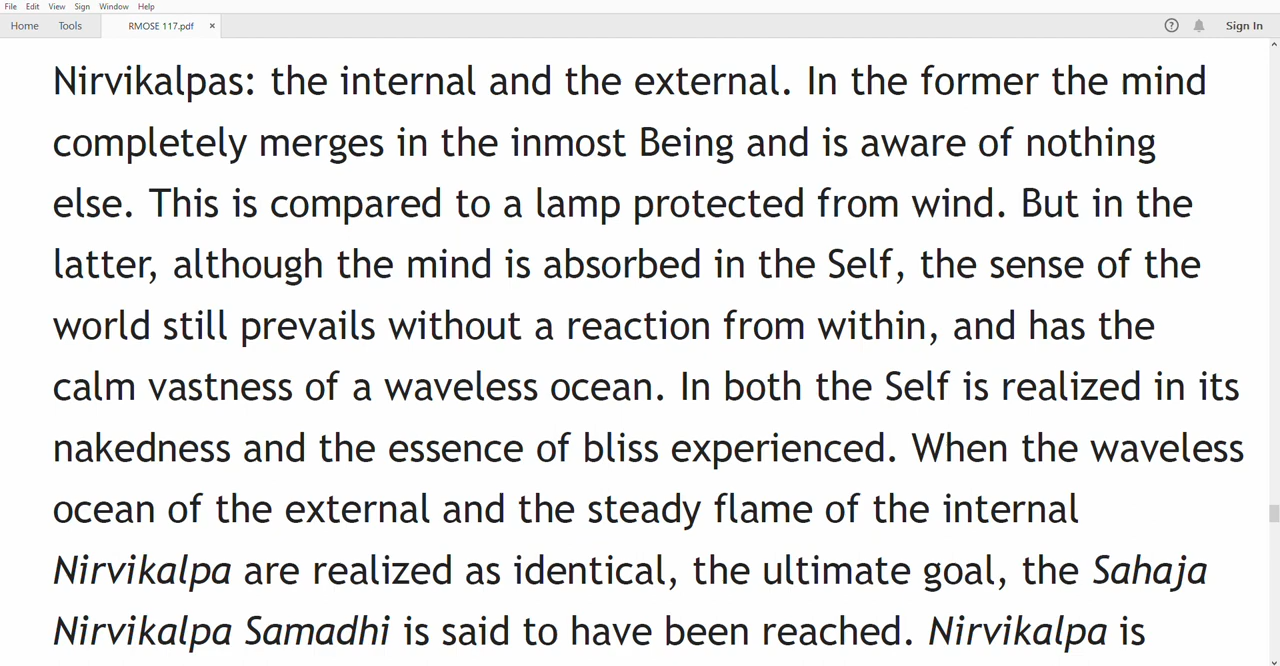 File Edit View Sign Window Help
Home Tools RMOSE 117.pdf × ? Sign In
Nirvikalpas: the internal and the external. In the former the mind
completely merges in the inmost Being and is aware of nothing
else. This is compared to a lamp protected from wind. But in the
latter, although the mind is absorbed in the Self, the sense of the
world still prevails without a reaction from within, and has the
calm vastness of a waveless ocean. In both the Self is realized in its
nakedness and the essence of bliss experienced. When the waveless
ocean of the external and the steady flame of the internal
Nirvikalpa are realized as identical, the ultimate goal, the Sahaja
Nirvikalpa Samadhi is said to have been reached. Nirvikalpa is